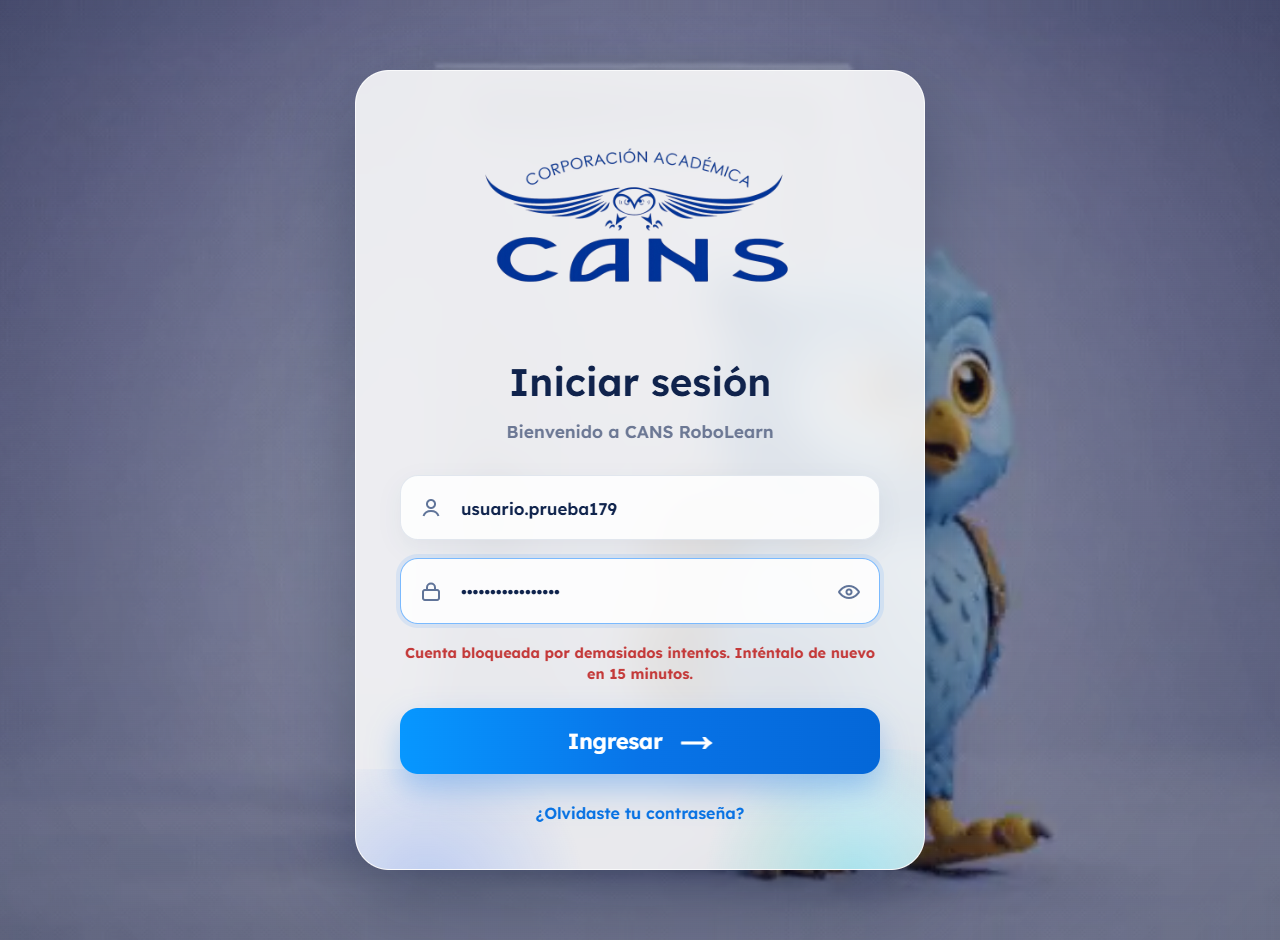 CORPORACIÓN ACADÉMICA
CANS
Iniciar sesión
Bienvenido a CANS RoboLearn
usuario.prueba179
•••••••••••••••••
Cuenta bloqueada por demasiados intentos. Inténtalo de nuevo
en 15 minutos.
Ingresar →
¿Olvidaste tu contraseña?